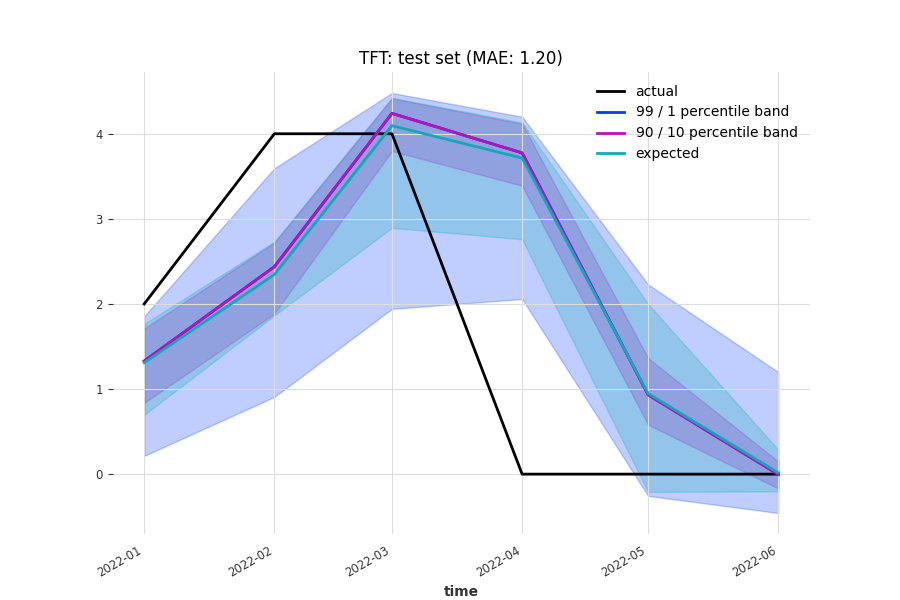 TFT: test set (MAE: 1.20)
actual
99 / 1 percentile band
90 / 10 percentile band
expected
4
3
2
1
0
2022-01
2022-02
2022-03
2022-04
2022-05
2022-06
time